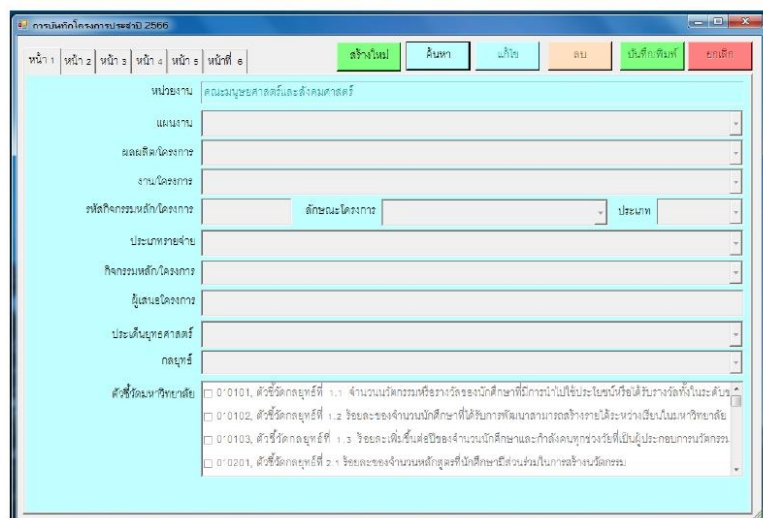 การบันทึกโครงการประจำปี 2566
หน้า 1 หน้า 2 หน้า 3 หน้า 4 หน้า 5 หน้าที่ 6
สร้างใหม่ ค้นหา แก้ไข ลบ บันทึก/พิมพ์ ยกเลิก
หน่วยงาน คณะมนุษยศาสตร์และสังคมศาสตร์
แผนงาน
ผลผลิต/โครงการ
งาน/โครงการ
รหัสกิจกรรมหลัก/โครงการ ลักษณะโครงการ ประเภท
ประเภทรายจ่าย
กิจกรรมหลัก/โครงการ
ผู้เสนอโครงการ
ประเด็นยุทธศาสตร์
กลยุทธ์
ตัวชี้วัดมหาวิทยาลัย 010101, ตัวชี้วัดกลยุทธ์ที่ 1.1 จำนวนนวัตกรรมหรือรางวัลของนักศึกษาที่มีการนำไปใช้ประโยชน์หรือได้รับรางวัลทั้งในระดับช
010102, ตัวชี้วัดกลยุทธ์ที่ 1.2 ร้อยละของจำนวนนักศึกษาที่ได้รับการพัฒนาสามารถสร้างรายได้ระหว่างเรียนในมหาวิทยาลัย
010103, ตัวชี้วัดกลยุทธ์ที่ 1.3 ร้อยละเพิ่มขึ้นต่อปีของจำนวนนักศึกษาและกำลังคนทุกช่วงวัยที่เป็นผู้ประกอบการนวัตกรรม
010201, ตัวชี้วัดกลยุทธ์ที่ 2.1 ร้อยละของจำนวนหลักสูตรที่นักศึกษามีส่วนร่วมในการสร้างนวัตกรรม